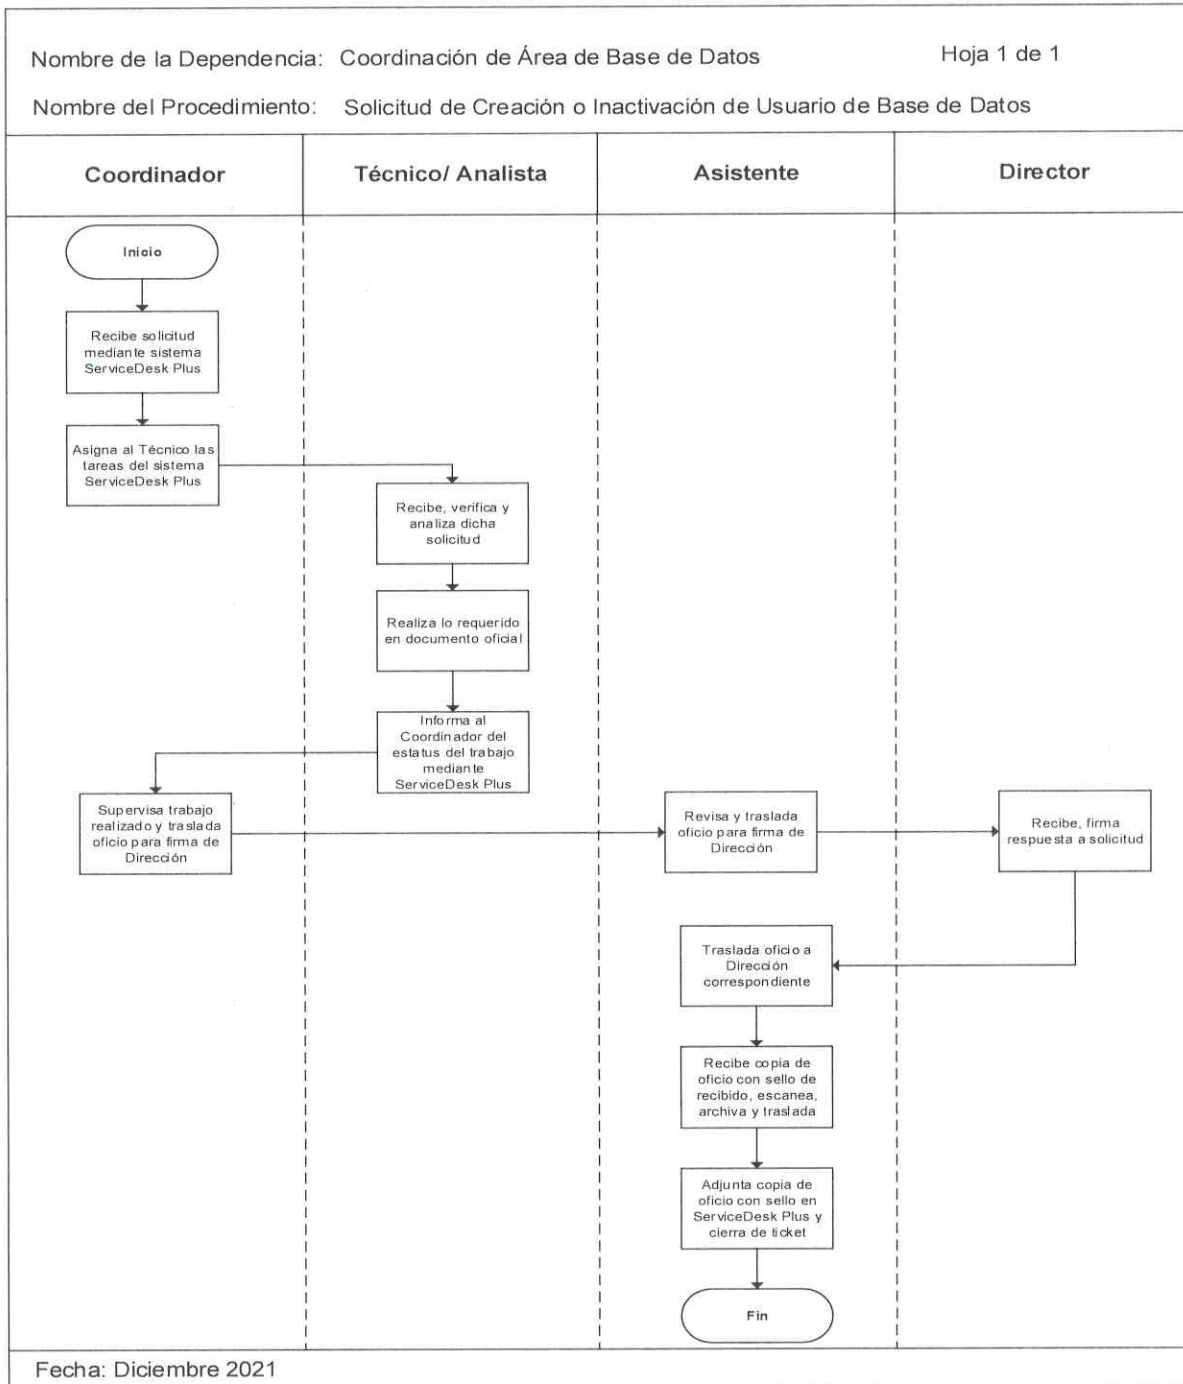 Nombre de la Dependencia: Coordinación de Área de Base de Datos Hoja 1 de 1
Nombre del Procedimiento: Solicitud de Creación o Inactivación de Usuario de Base de Datos
Coordinador Técnico/ Analista Asistente Director
Inicio
Recibe solicitud
mediante sistema
ServiceDesk Plus
Asigna al Técnico las
tareas del sistema
ServiceDesk Plus
Recibe, verifica y
analiza dicha
solicitud
Realiza lo requerido
en documento oficial
Informa al
Coordinador del
estatus del trabajo
mediante
ServiceDesk Plus
Supervisa trabajo
realizado y traslada
oficio para firma de
Dirección
Revisa y traslada
oficio para firma de
Dirección
Recibe, firma
respuesta a solicitud
Traslada oficio a
Dirección
correspondiente
Recibe copia de
oficio con sello de
recibido, escanea,
archiva y traslada
Adjunta copia de
oficio con sello en
ServiceDesk Plus y
cierra de ticket
Fin
Fecha: Diciembre 2021